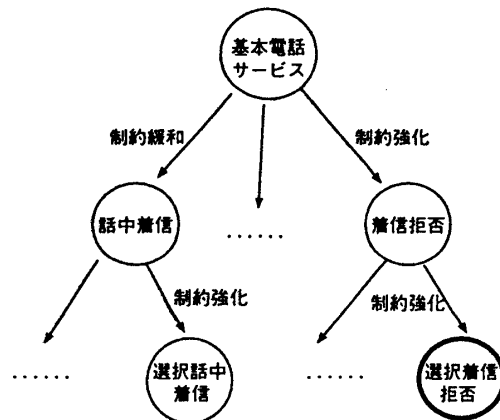 基本電話
サービス
制約緩和
制約強化
話中着信
......
着信拒否
制約強化
制約強化
......
選択話中
着信
......
選択着信
拒否